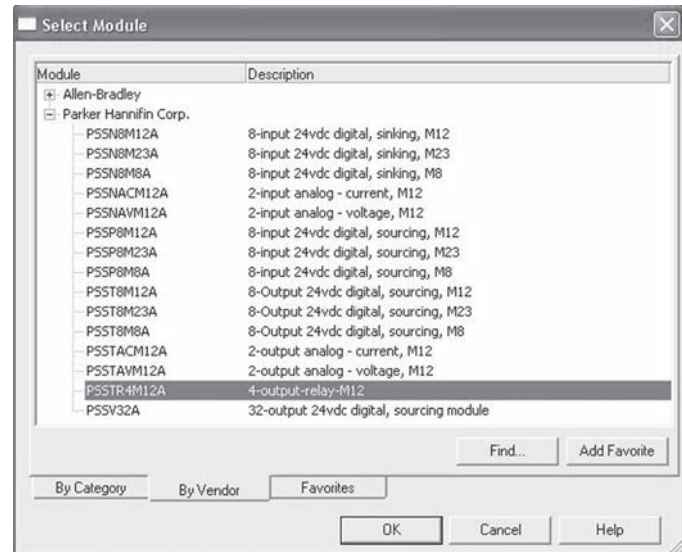 Select Module
Module Description
Allen-Bradley
Parker Hannifin Corp.
PSSN8M12A 8-input 24vdc digital, sinking, M12
PSSN8M23A 8-input 24vdc digital, sinking, M23
PSSN8M8A 8-input 24vdc digital, sinking, M8
PSSNACM12A 2-input analog - current, M12
PSSNAVM12A 2-input analog - voltage, M12
PSSP8M12A 8-input 24vdc digital, sourcing, M12
PSSP8M23A 8-input 24vdc digital, sourcing, M23
PSSP8M8A 8-input 24vdc digital, sourcing, M8
PSST8M12A 8-Output 24vdc digital, sourcing, M12
PSST8M23A 8-Output 24vdc digital, sourcing, M23
PSST8M8A 8-Output 24vdc digital, sourcing, M8
PSSTACM12A 2-output analog - current, M12
PSSTAVM12A 2-output analog - voltage, M12
PSSTR4M12A 4-output-relay-M12
PSSV32A 32-output 24vdc digital, sourcing module
Find... Add Favorite
By Category By Vendor Favorites
OK Cancel Help